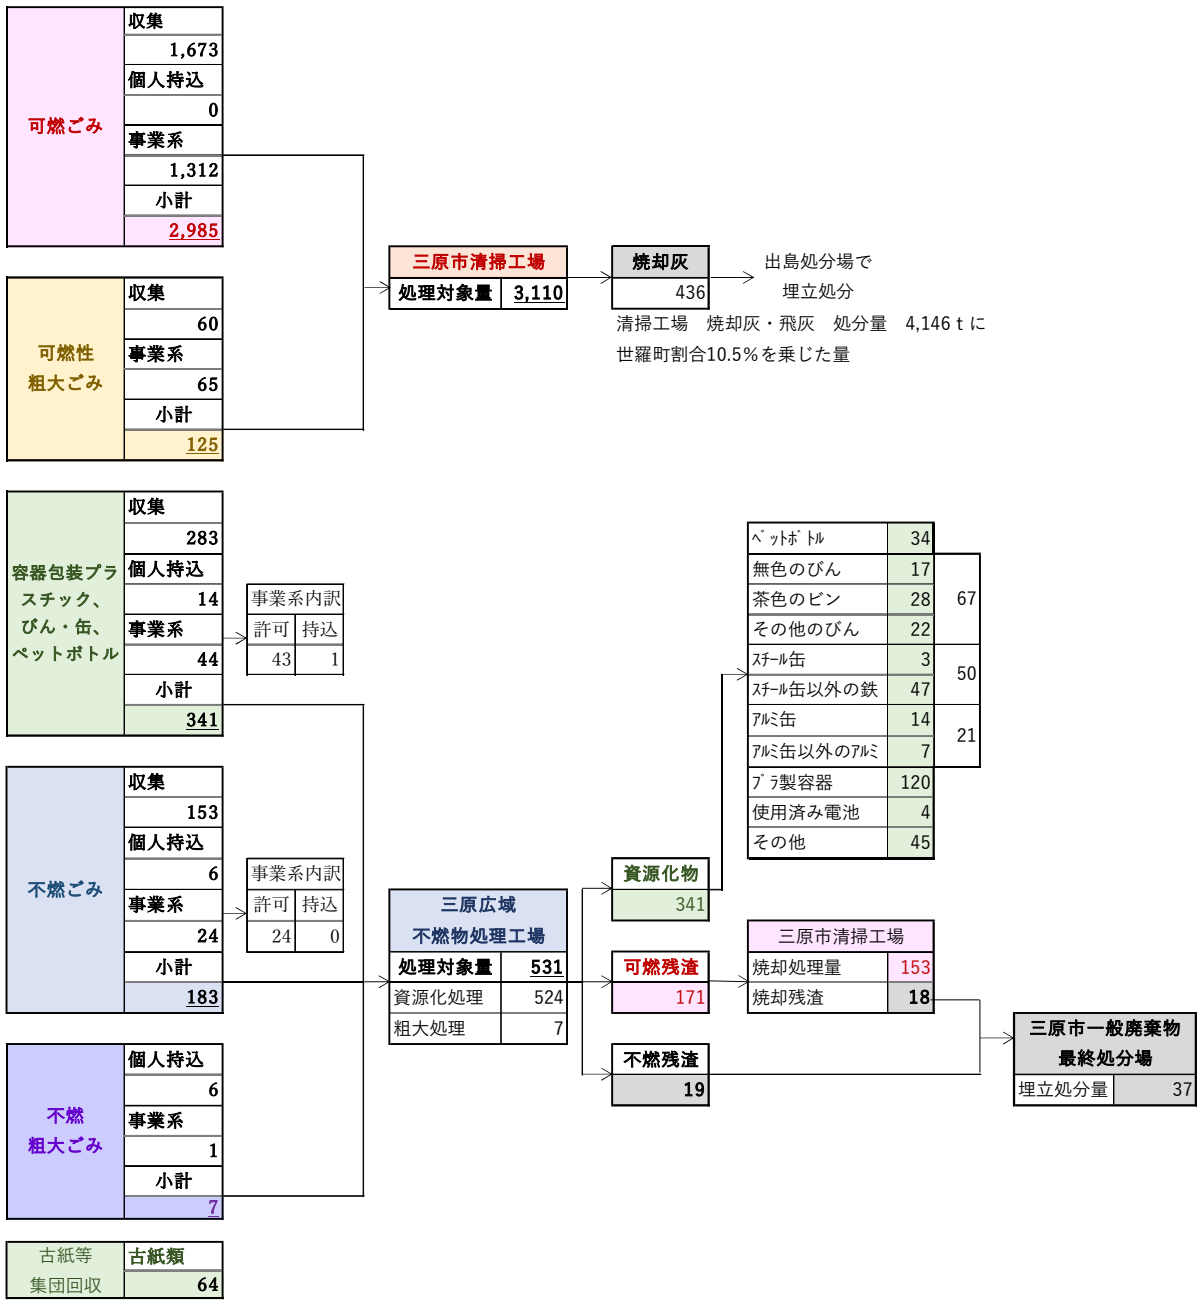 可燃ごみ
収集
1,673
個人持込
0
事業系
1,312
小計
2,985
可燃性
粗大ごみ
収集
60
事業系
65
小計
125
三原市清掃工場
処理対象量 3,110
焼却灰
436
出島処分場で
埋立処分
清掃工場 焼却灰・飛灰 処分量 4,146ｔに
世羅町割合10.5%を乗じた量
容器包装プラ
スチック、
びん・缶、
ペットボトル
収集
283
個人持込
14
事業系
44
小計
341
事業系内訳
許可 持込
43 1
ﾍﾟｯﾄﾎﾞﾄﾙ 34
無色のびん 17
茶色のビン 28
その他のびん 22
67
ｽﾁｰﾙ缶 3
ｽﾁｰﾙ缶以外の鉄 47
50
ｱﾙﾐ缶 14
ｱﾙﾐ缶以外のｱﾙﾐ 7
21
ﾌﾟﾗ製容器 120
使用済み電池 4
その他 45
不燃ごみ
収集
153
個人持込
6
事業系
24
小計
183
事業系内訳
許可 持込
24 0
三原広域
不燃物処理工場
処理対象量 531
資源化処理 524
粗大処理 7
資源化物
341
可燃残渣
171
不燃残渣
19
三原市清掃工場
焼却処理量 153
焼却残渣 18
三原市一般廃棄物
最終処分場
埋立処分量 37
不燃
粗大ごみ
個人持込
6
事業系
1
小計
7
古紙等
集団回収
古紙類
64